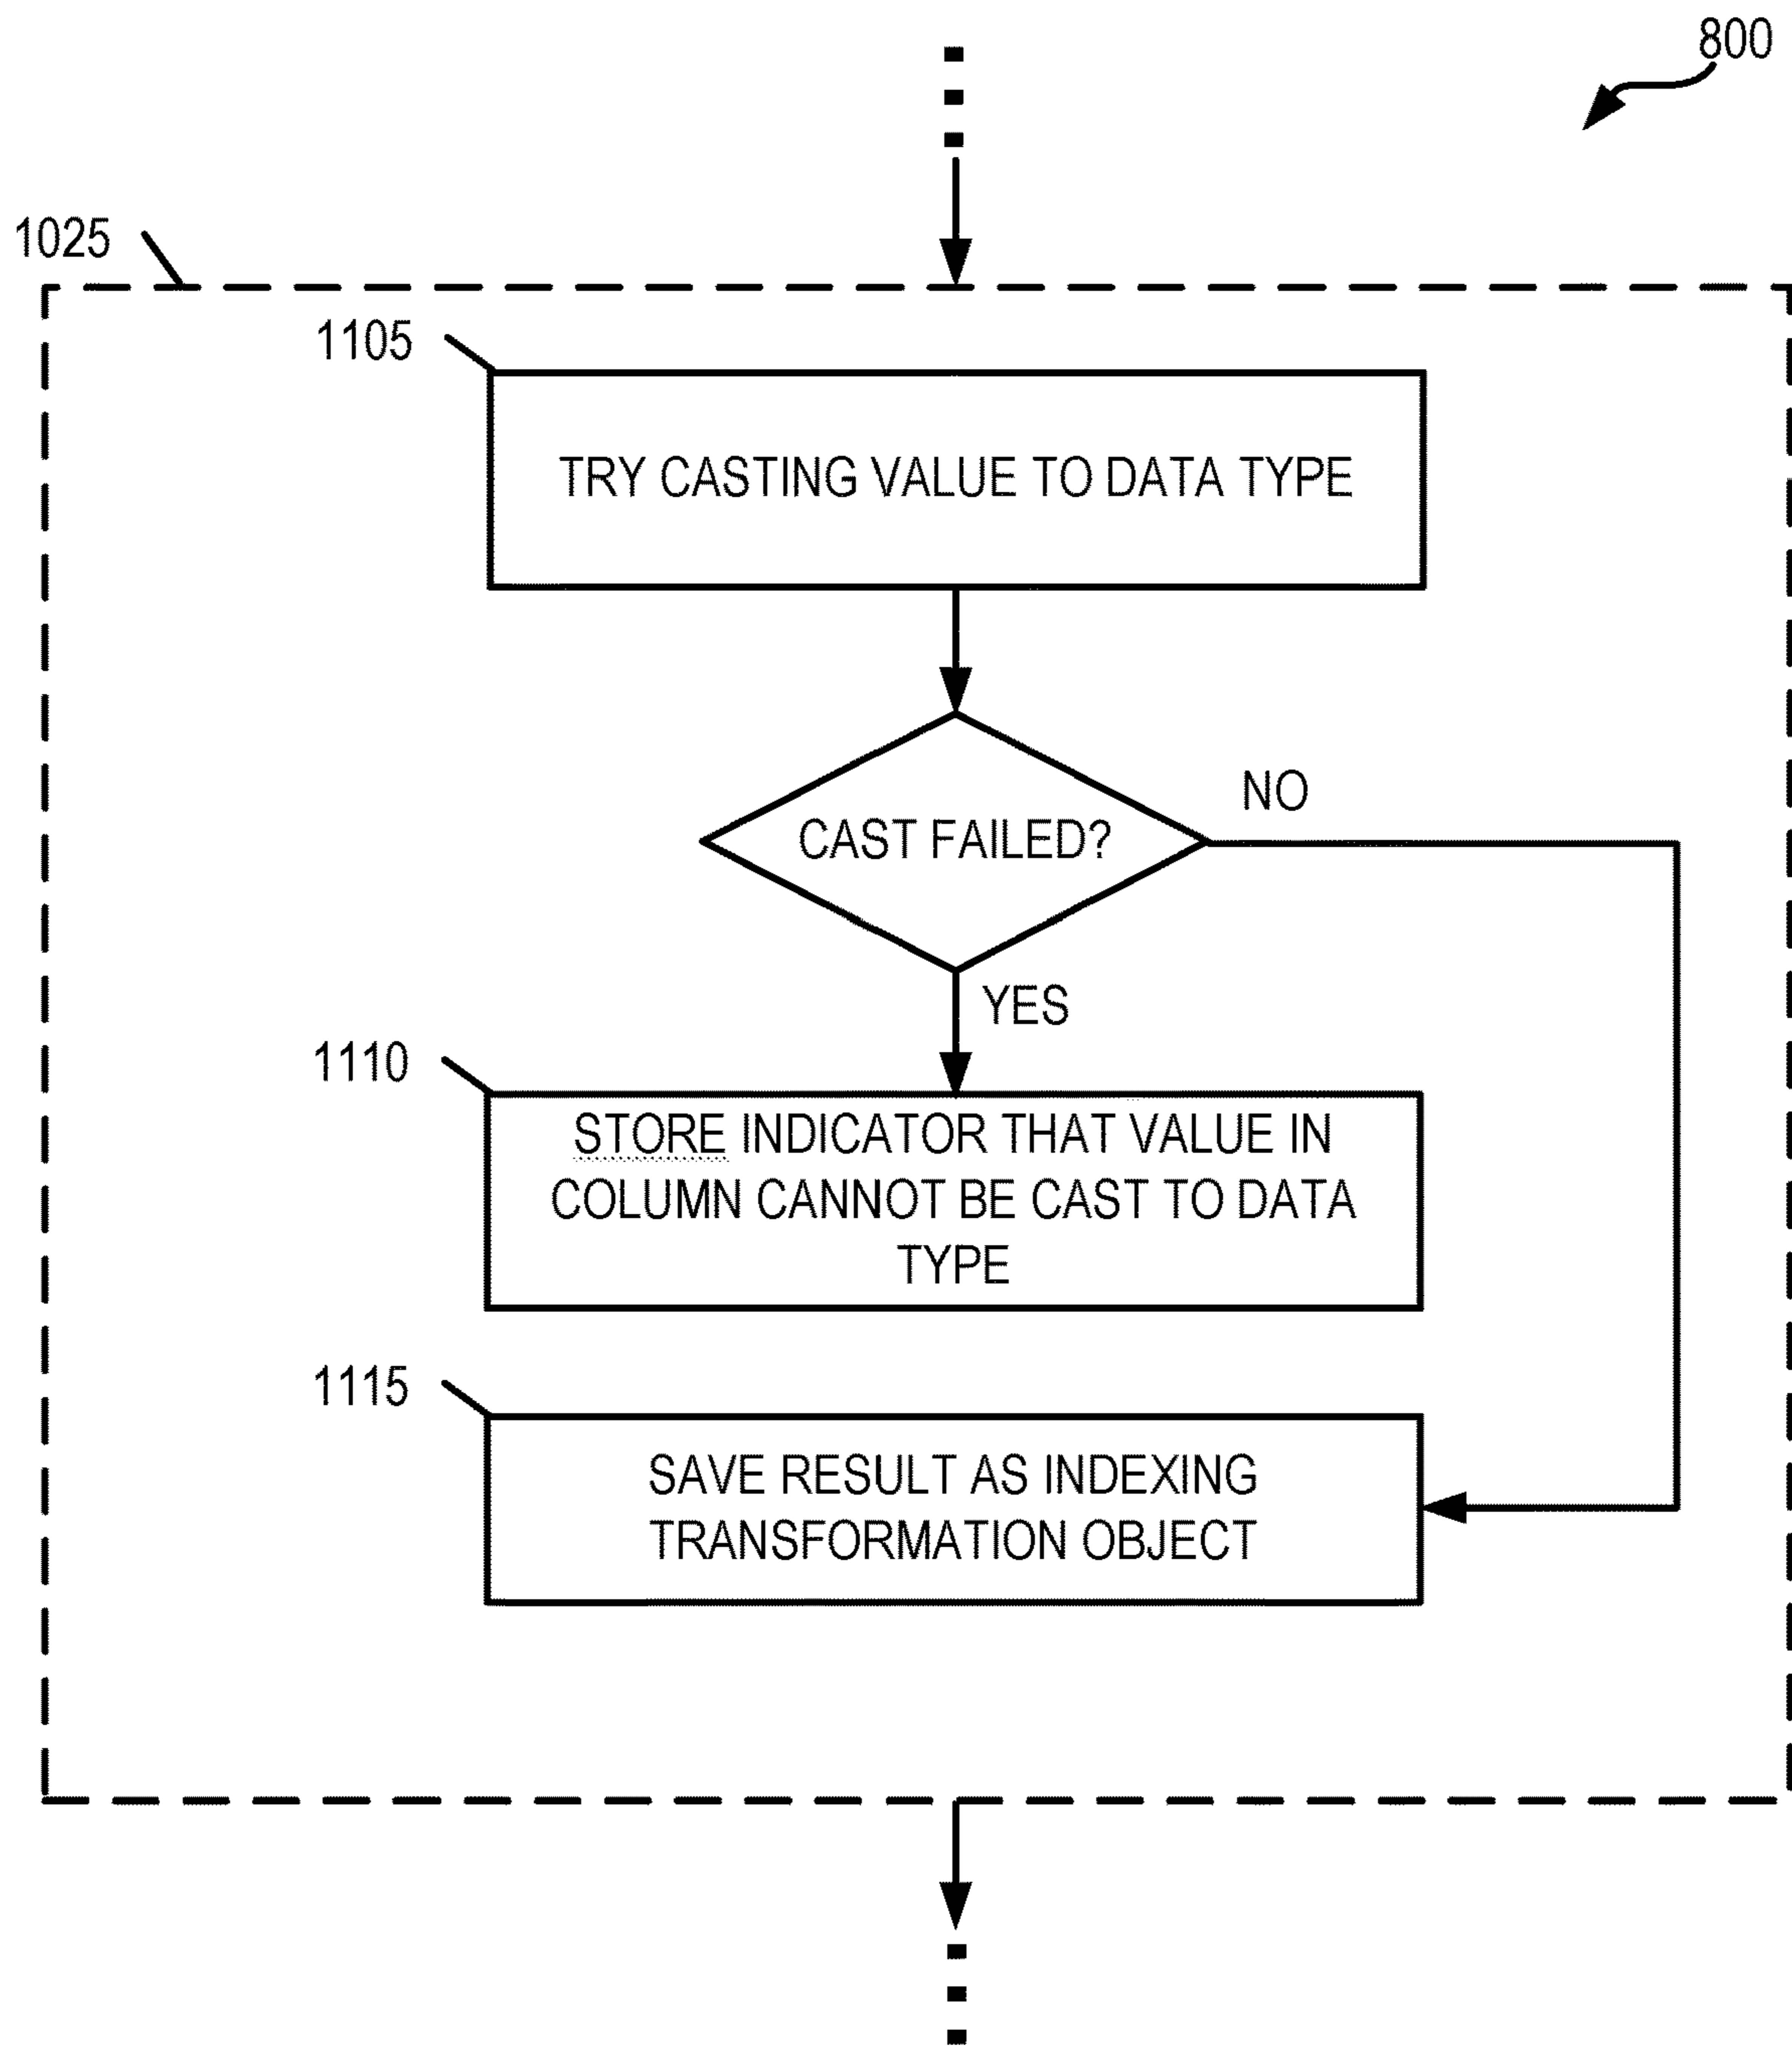 800
1025
1105
TRY CASTING VALUE TO DATA TYPE
CAST FAILED?
NO
YES
1110
STORE INDICATOR THAT VALUE IN
COLUMN CANNOT BE CAST TO DATA
TYPE
1115
SAVE RESULT AS INDEXING
TRANSFORMATION OBJECT